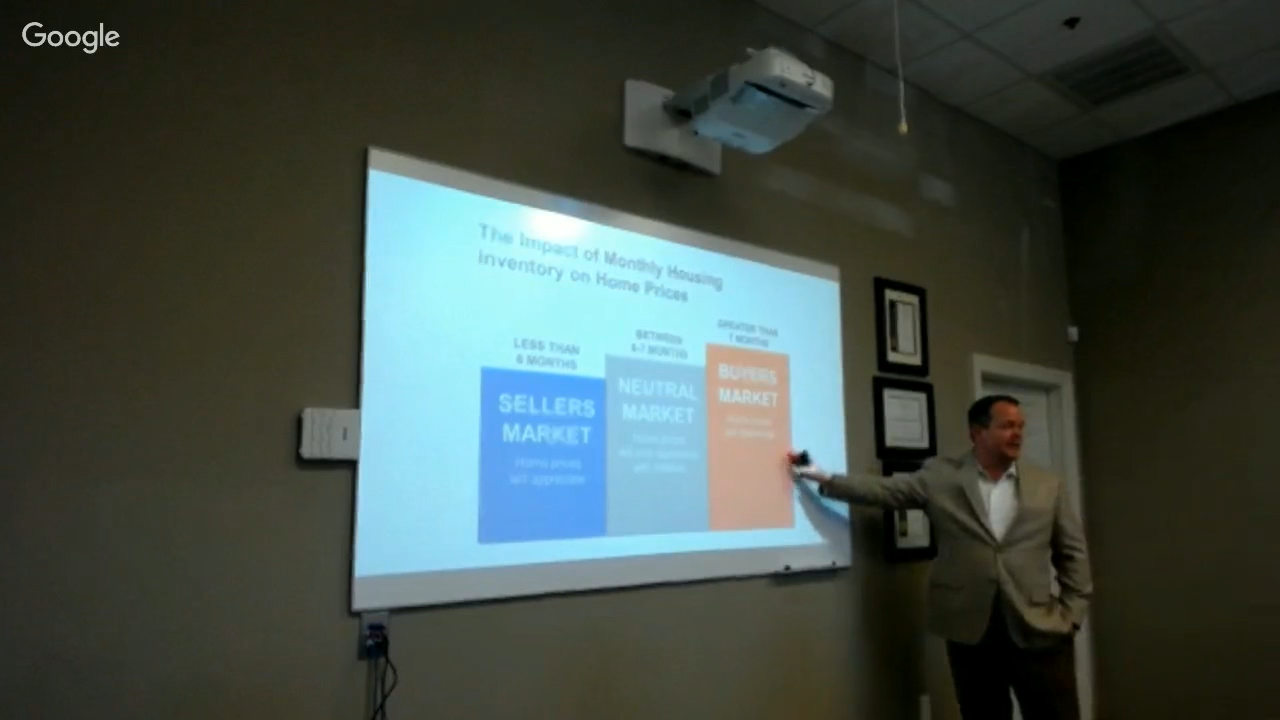 Google
The Impact of Monthly Housing
Inventory on Home Prices
LESS THAN
6 MONTHS
SELLERS
MARKET
Home prices
will appreciate
BETWEEN
6-7 MONTHS
NEUTRAL
MARKET
GREATER THAN
7 MONTHS
BUYERS
MARKET